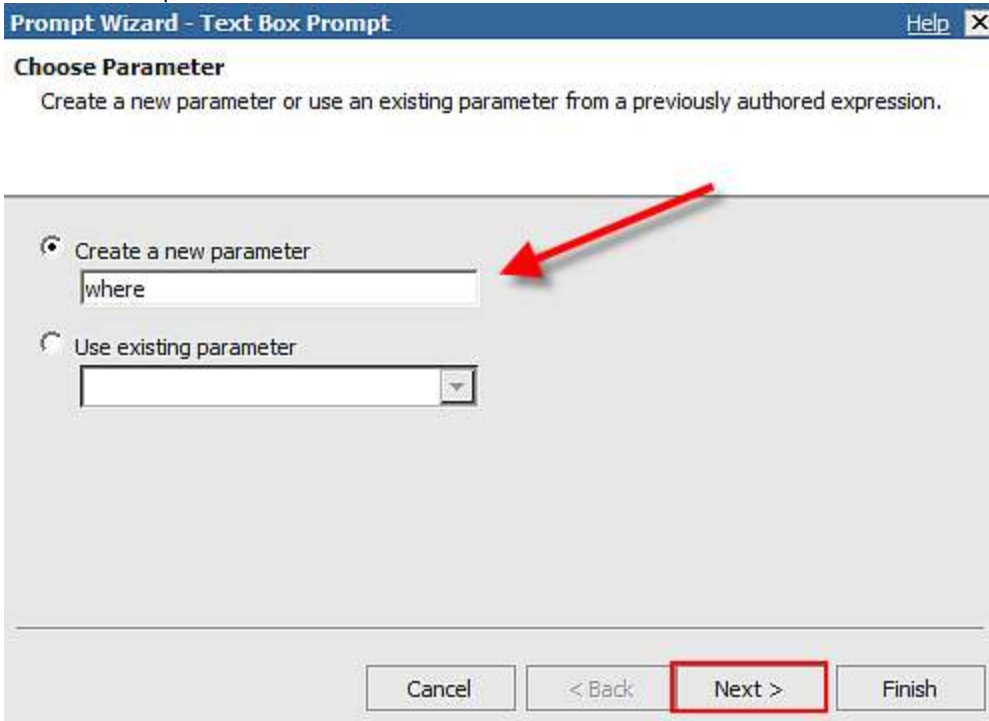 Prompt Wizard - Text Box Prompt Help X
Choose Parameter
Create a new parameter or use an existing parameter from a previously authored expression.
Create a new parameter
where
Use existing parameter
Cancel < Back Next > Finish